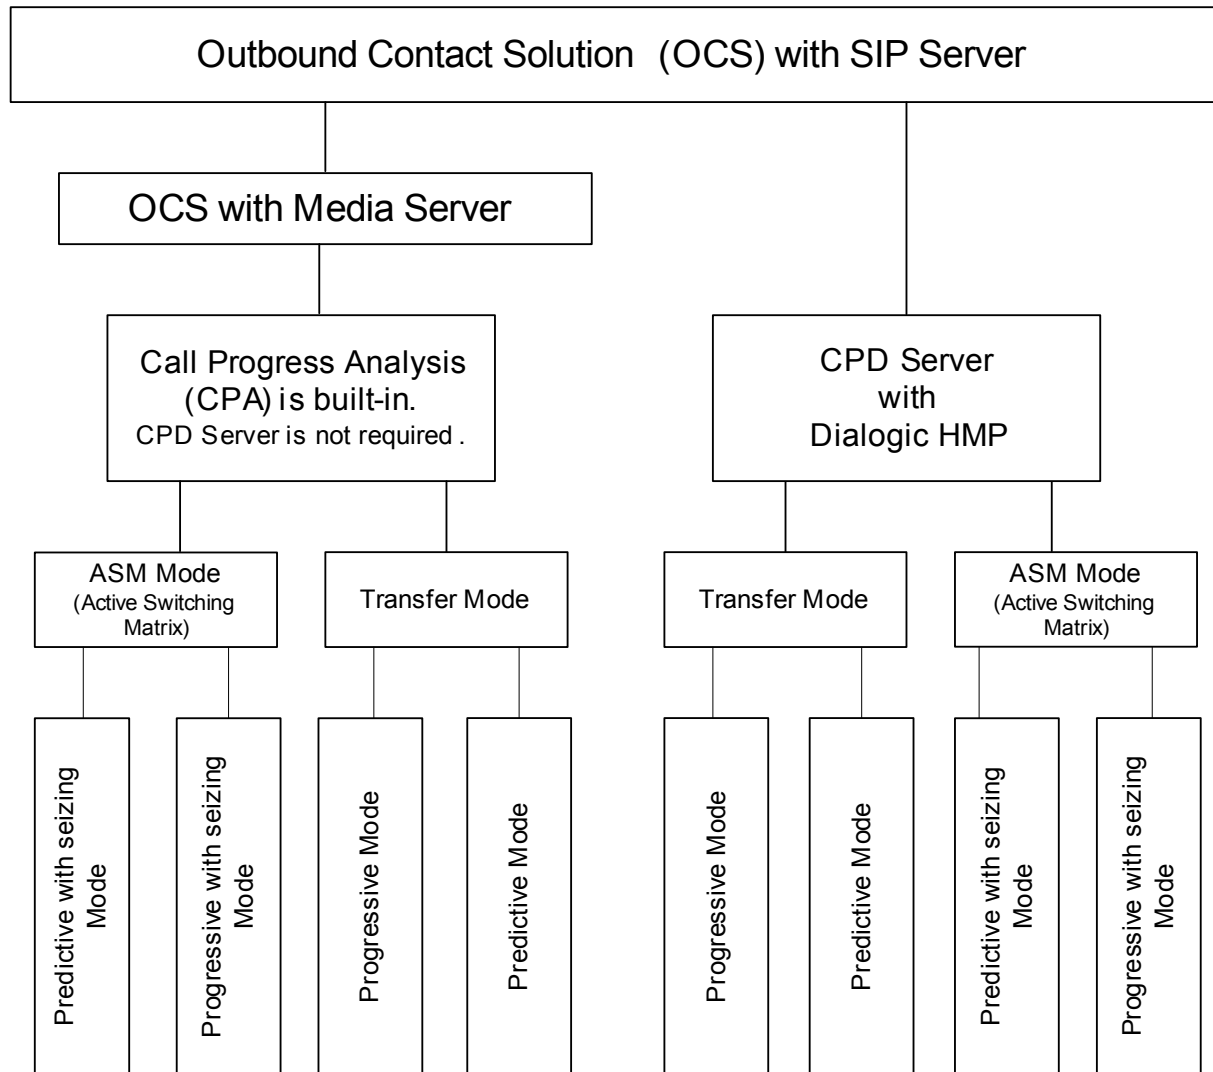 Outbound Contact Solution (OCS) with SIP Server
OCS with Media Server
Call Progress Analysis
(CPA) is built-in.
CPD Server is not required .
CPD Server
with
Dialogic HMP
ASM Mode
(Active Switching
Matrix)
Transfer Mode
Transfer Mode
ASM Mode
(Active Switching
Matrix)
Predictive with seizing
Mode
Progressive with seizing
Mode
Progressive Mode
Predictive Mode
Progressive Mode
Predictive Mode
Predictive with seizing
Mode
Progressive with seizing
Mode